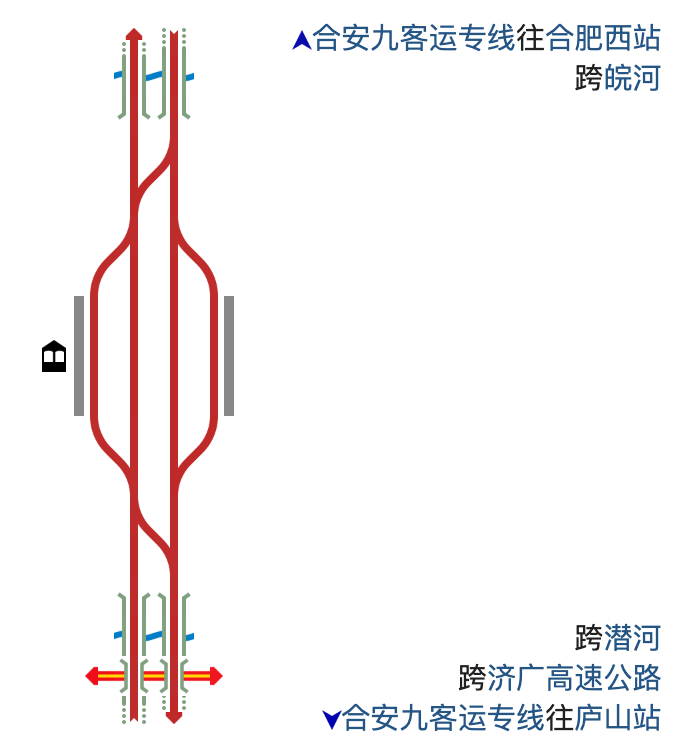 合安九客运专线往合肥西站
跨皖河
跨潜河
跨济广高速公路
合安九客运专线往庐山站